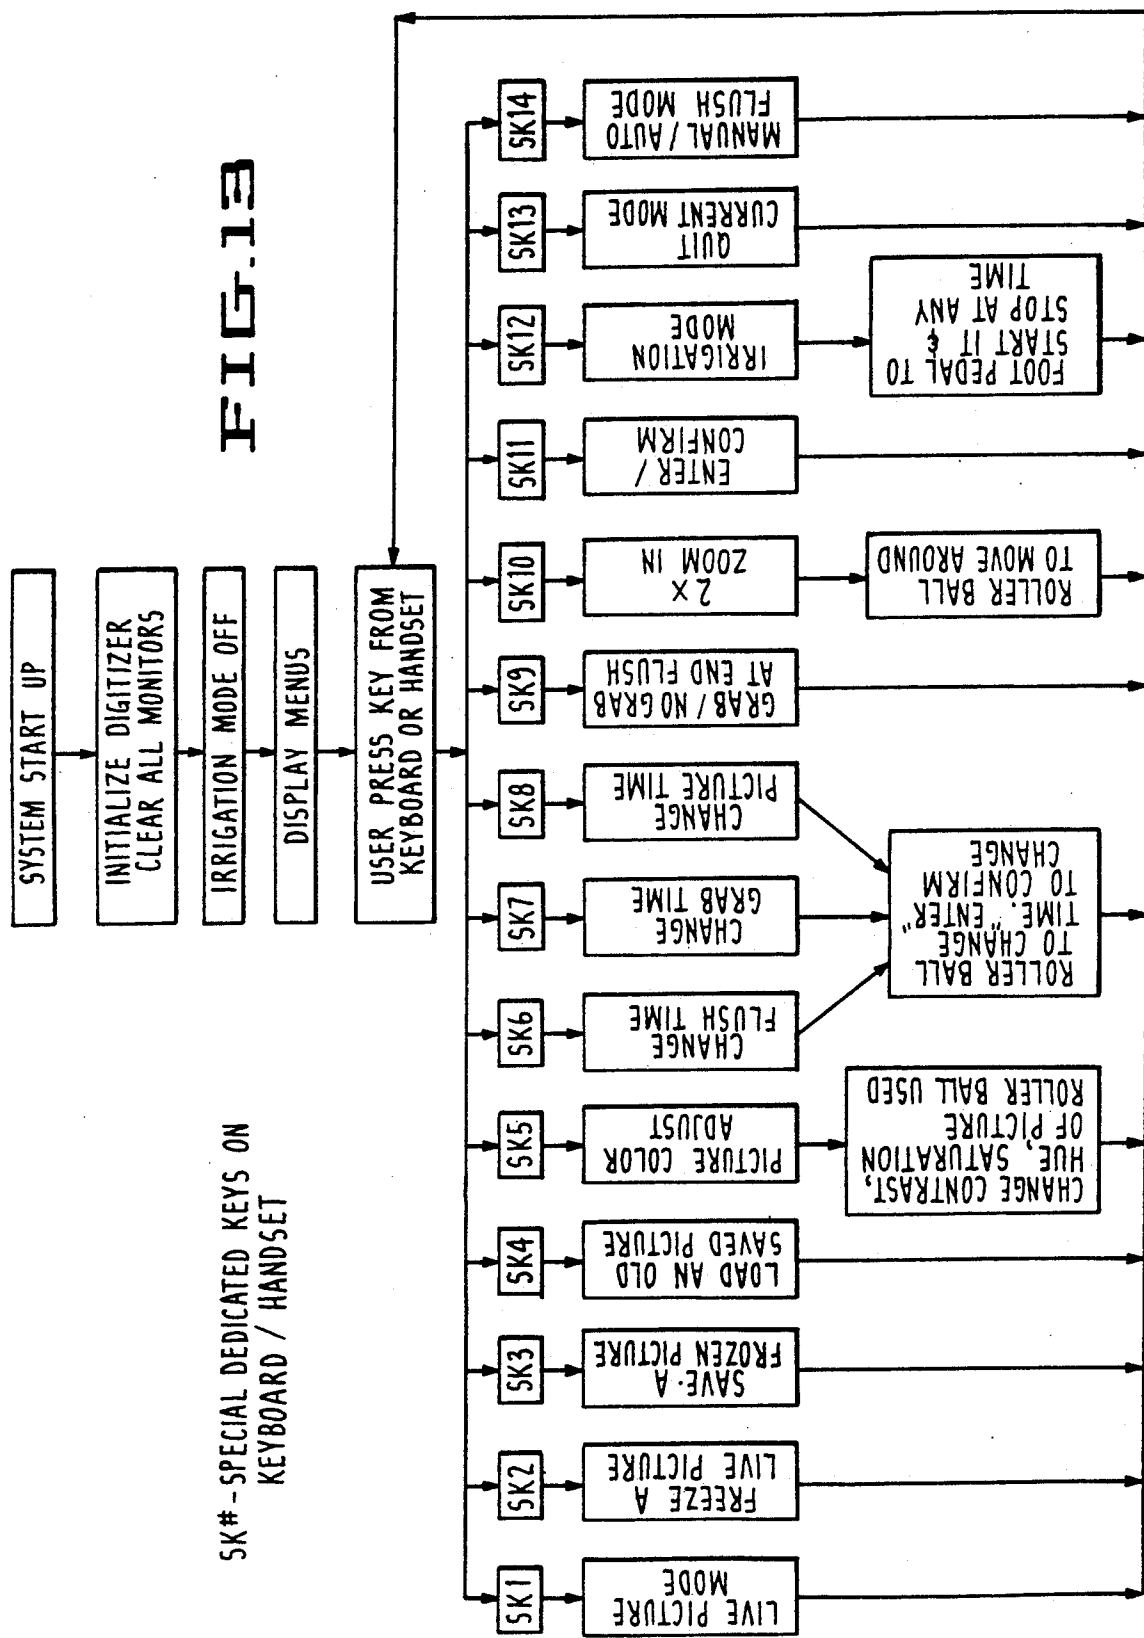 FIG.13
SK#-SPECIAL DEDICATED KEYS ON
KEYBOARD / HANDSET
SYSTEM START UP
INITIALIZE DIGITIZER
CLEAR ALL MONITORS
IRRIGATION MODE OFF
DISPLAY MENUS
USER PRESS KEY FROM
KEYBOARD OR HANDSET
SK1
LIVE PICTURE
MODE
SK2
FREEZE A
LIVE PICTURE
SK3
SAVE A
FROZEN PICTURE
SK4
LOAD AN OLD
SAVED PICTURE
SK5
PICTURE COLOR
ADJUST
CHANGE CONTRAST,
HUE, SATURATION
OF PICTURE
ROLLER BALL USED
SK6
CHANGE
FLUSH TIME
SK7
CHANGE
GRAB TIME
SK8
CHANGE
PICTURE TIME
ROLLER BALL
TO CHANGE
TIME. "ENTER"
TO CONFIRM
CHANGE
SK9
GRAB / NO GRAB
AT END FLUSH
SK10
2 X
ZOOM IN
ROLLER BALL
TO MOVE AROUND
SK11
ENTER /
CONFIRM
SK12
IRRIGATION
MODE
FOOT PEDAL TO
START IT &
STOP AT ANY
TIME
SK13
QUIT
CURRENT MODE
SK14
MANUAL / AUTO
FLUSH MODE